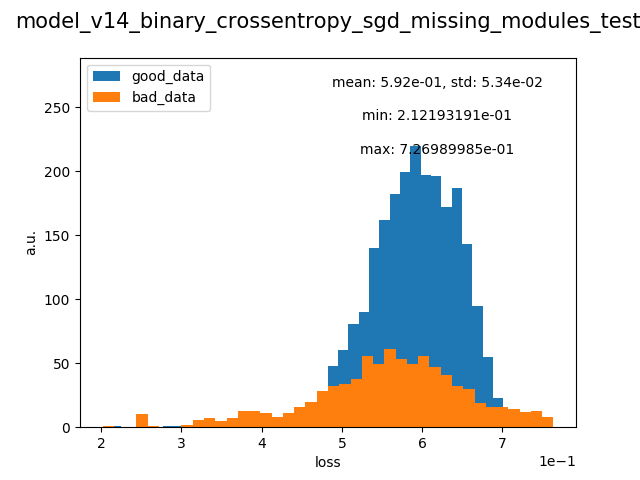 model_v14_binary_crossentropy_sgd_missing_modules_test
good_data
bad_data
mean: 5.92e-01, std: 5.34e-02
min: 2.12193191e-01
max: 7.26989985e-01
a.u.
250
200
150
100
50
0
2 3 4 5 6 7
1e−1
loss